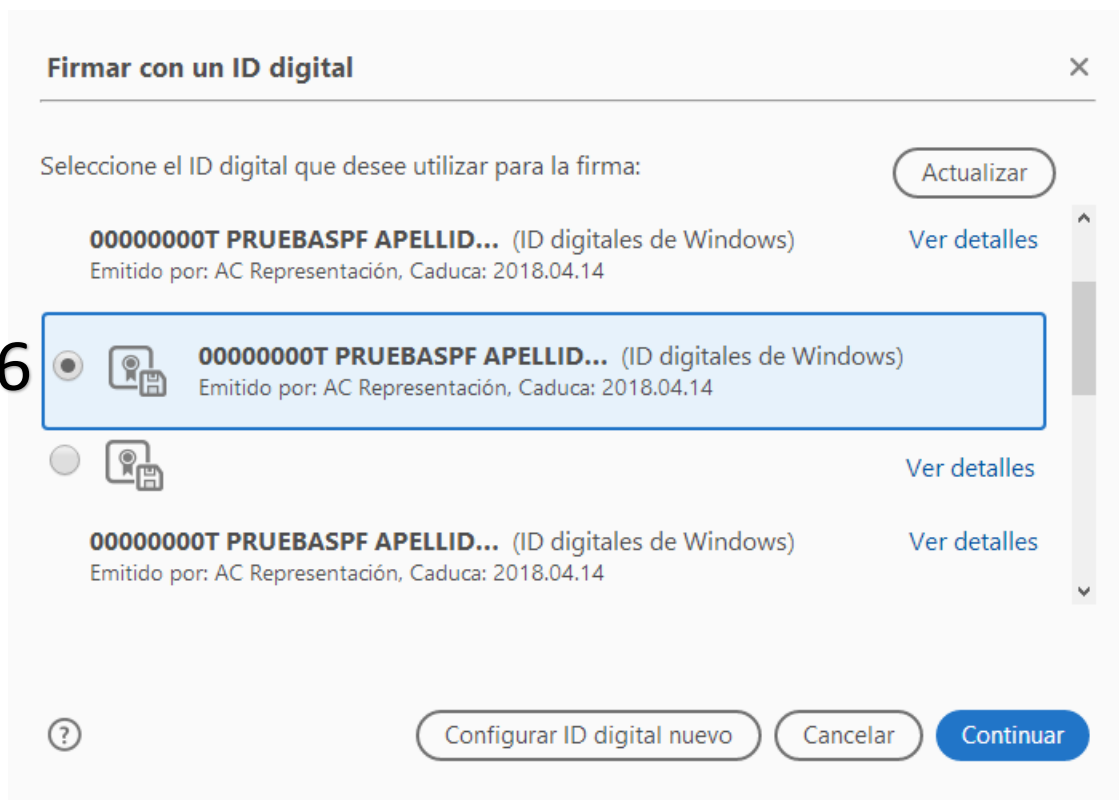 Firmar con un ID digital
Seleccione el ID digital que desee utilizar para la firma:
Actualizar
00000000T PRUEBASPF APELLID... (ID digitales de Windows) Ver detalles
Emitido por: AC Representación, Caduca: 2018.04.14
6
00000000T PRUEBASPF APELLID... (ID digitales de Windows)
Emitido por: AC Representación, Caduca: 2018.04.14
Ver detalles
00000000T PRUEBASPF APELLID... (ID digitales de Windows) Ver detalles
Emitido por: AC Representación, Caduca: 2018.04.14
? Configurar ID digital nuevo Cancelar Continuar